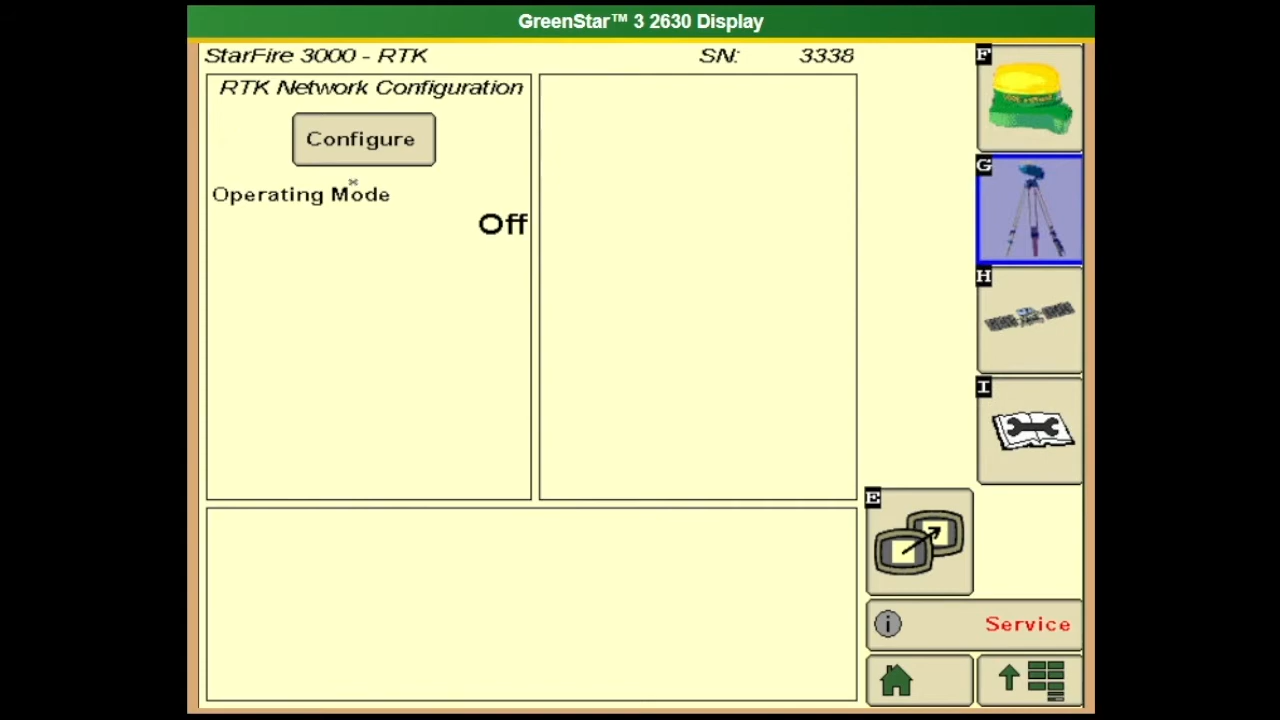 GreenStar™ 3 2630 Display
StarFire 3000 - RTK SN: 3338
RTK Network Configuration
Configure
Operating Mode
Off
F
G
H
I
E
Service